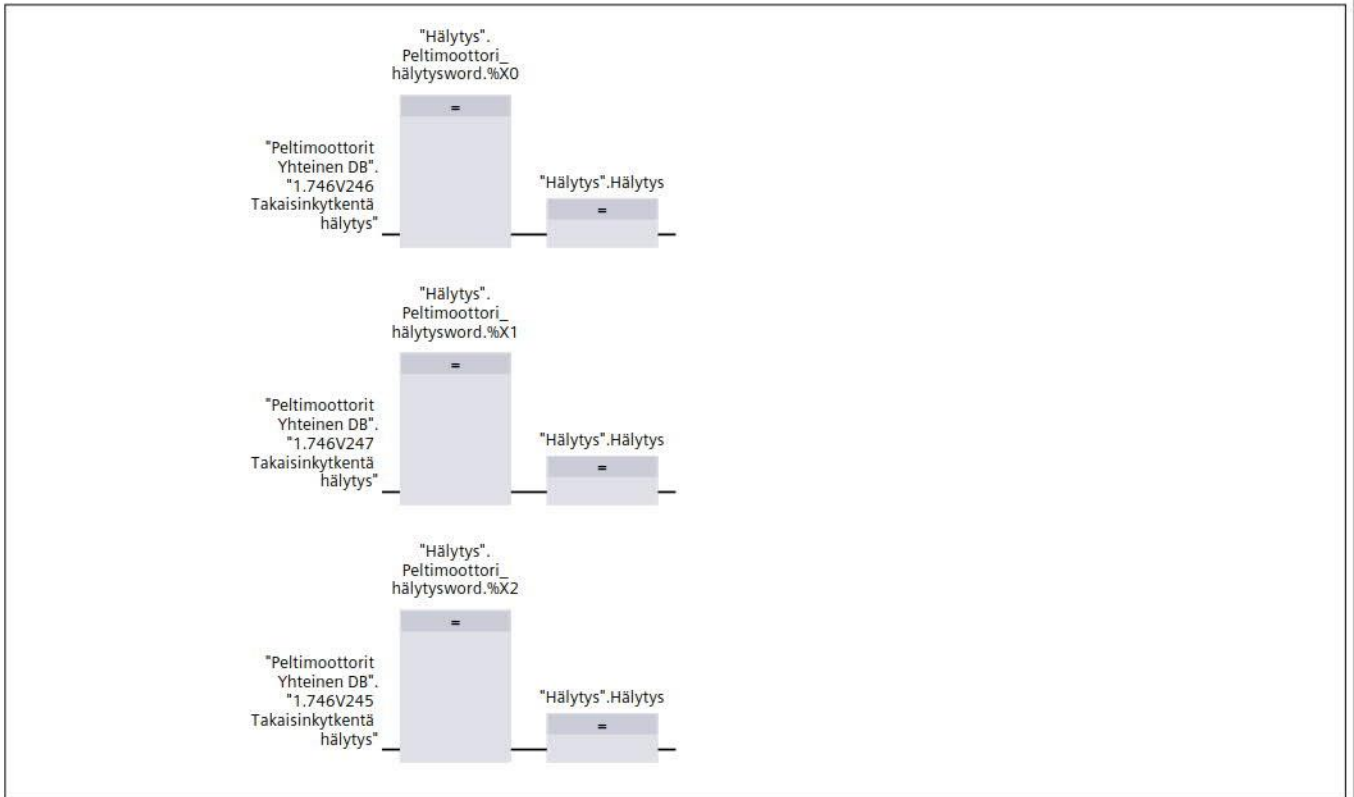 "Hälytys".
Peltimoottori_
hälytysword.%X0
=
"Peltimoottorit
Yhteinen DB".
"1.746V246
Takaisinkytkentä
hälytys"
"Hälytys".Hälytys
=
"Hälytys".
Peltimoottori_
hälytysword.%X1
=
"Peltimoottorit
Yhteinen DB".
"1.746V247
Takaisinkytkentä
hälytys"
"Hälytys".Hälytys
=
"Hälytys".
Peltimoottori_
hälytysword.%X2
=
"Peltimoottorit
Yhteinen DB".
"1.746V245
Takaisinkytkentä
hälytys"
"Hälytys".Hälytys
=